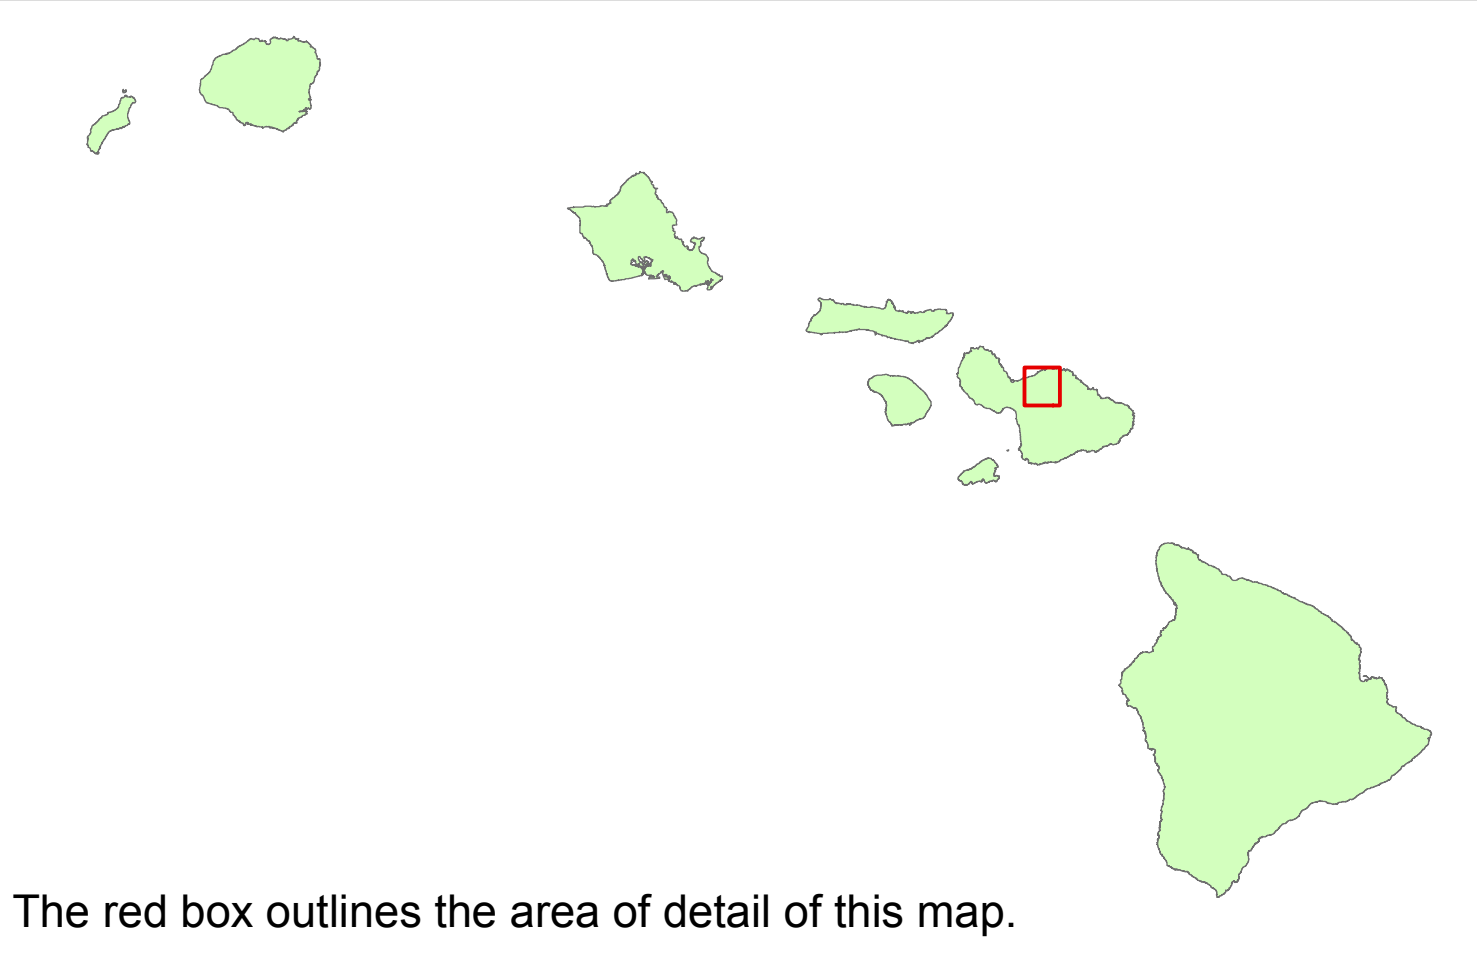 The red box outlines the area of detail of this map.